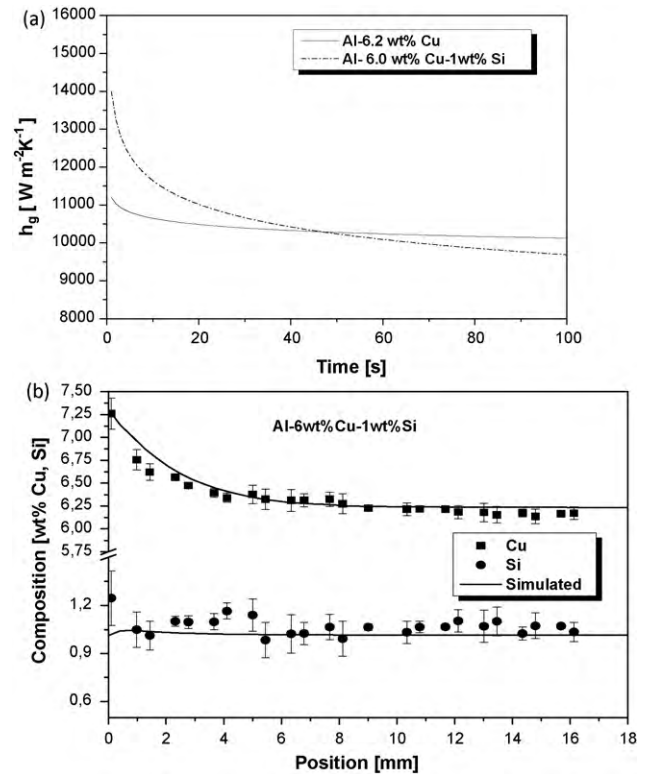 (a)
16000
15000
14000
13000
12000
11000
10000
9000
8000
h_g [ W m⁻²K⁻¹]
Al-6.2 wt% Cu
Al- 6.0 wt% Cu-1wt% Si
0 20 40 60 80 100
Time [s]
(b)
7,50
7,25
7,00
6,75
6,50
6,25
6,00
5,75
1,2
0,9
0,6
Composition [wt% Cu, Si]
Al-6wt%Cu-1wt%Si
Cu
Si
Simulated
0 2 4 6 8 10 12 14 16 18
Position [mm]